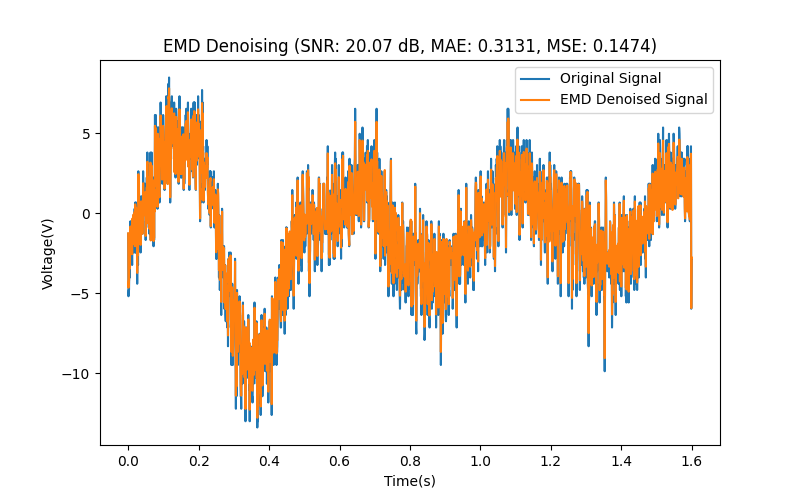 EMD Denoising (SNR: 20.07 dB, MAE: 0.3131, MSE: 0.1474)
Original Signal
EMD Denoised Signal
Voltage(V)
5
0
−5
−10
0.0 0.2 0.4 0.6 0.8 1.0 1.2 1.4 1.6
Time(s)